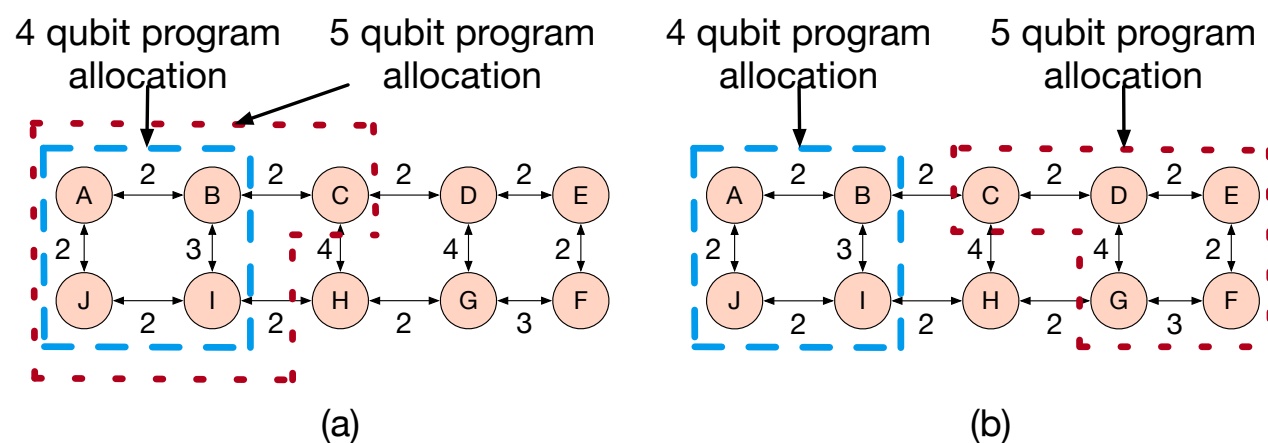 4 qubit program allocation
5 qubit program allocation
A 2 B 2 C 2 D 2 E
2 3 4 4 2
J 2 I 2 H 2 G 3 F
(a)
4 qubit program allocation
5 qubit program allocation
A 2 B 2 C 2 D 2 E
2 3 4 4 2
J 2 I 2 H 2 G 3 F
(b)